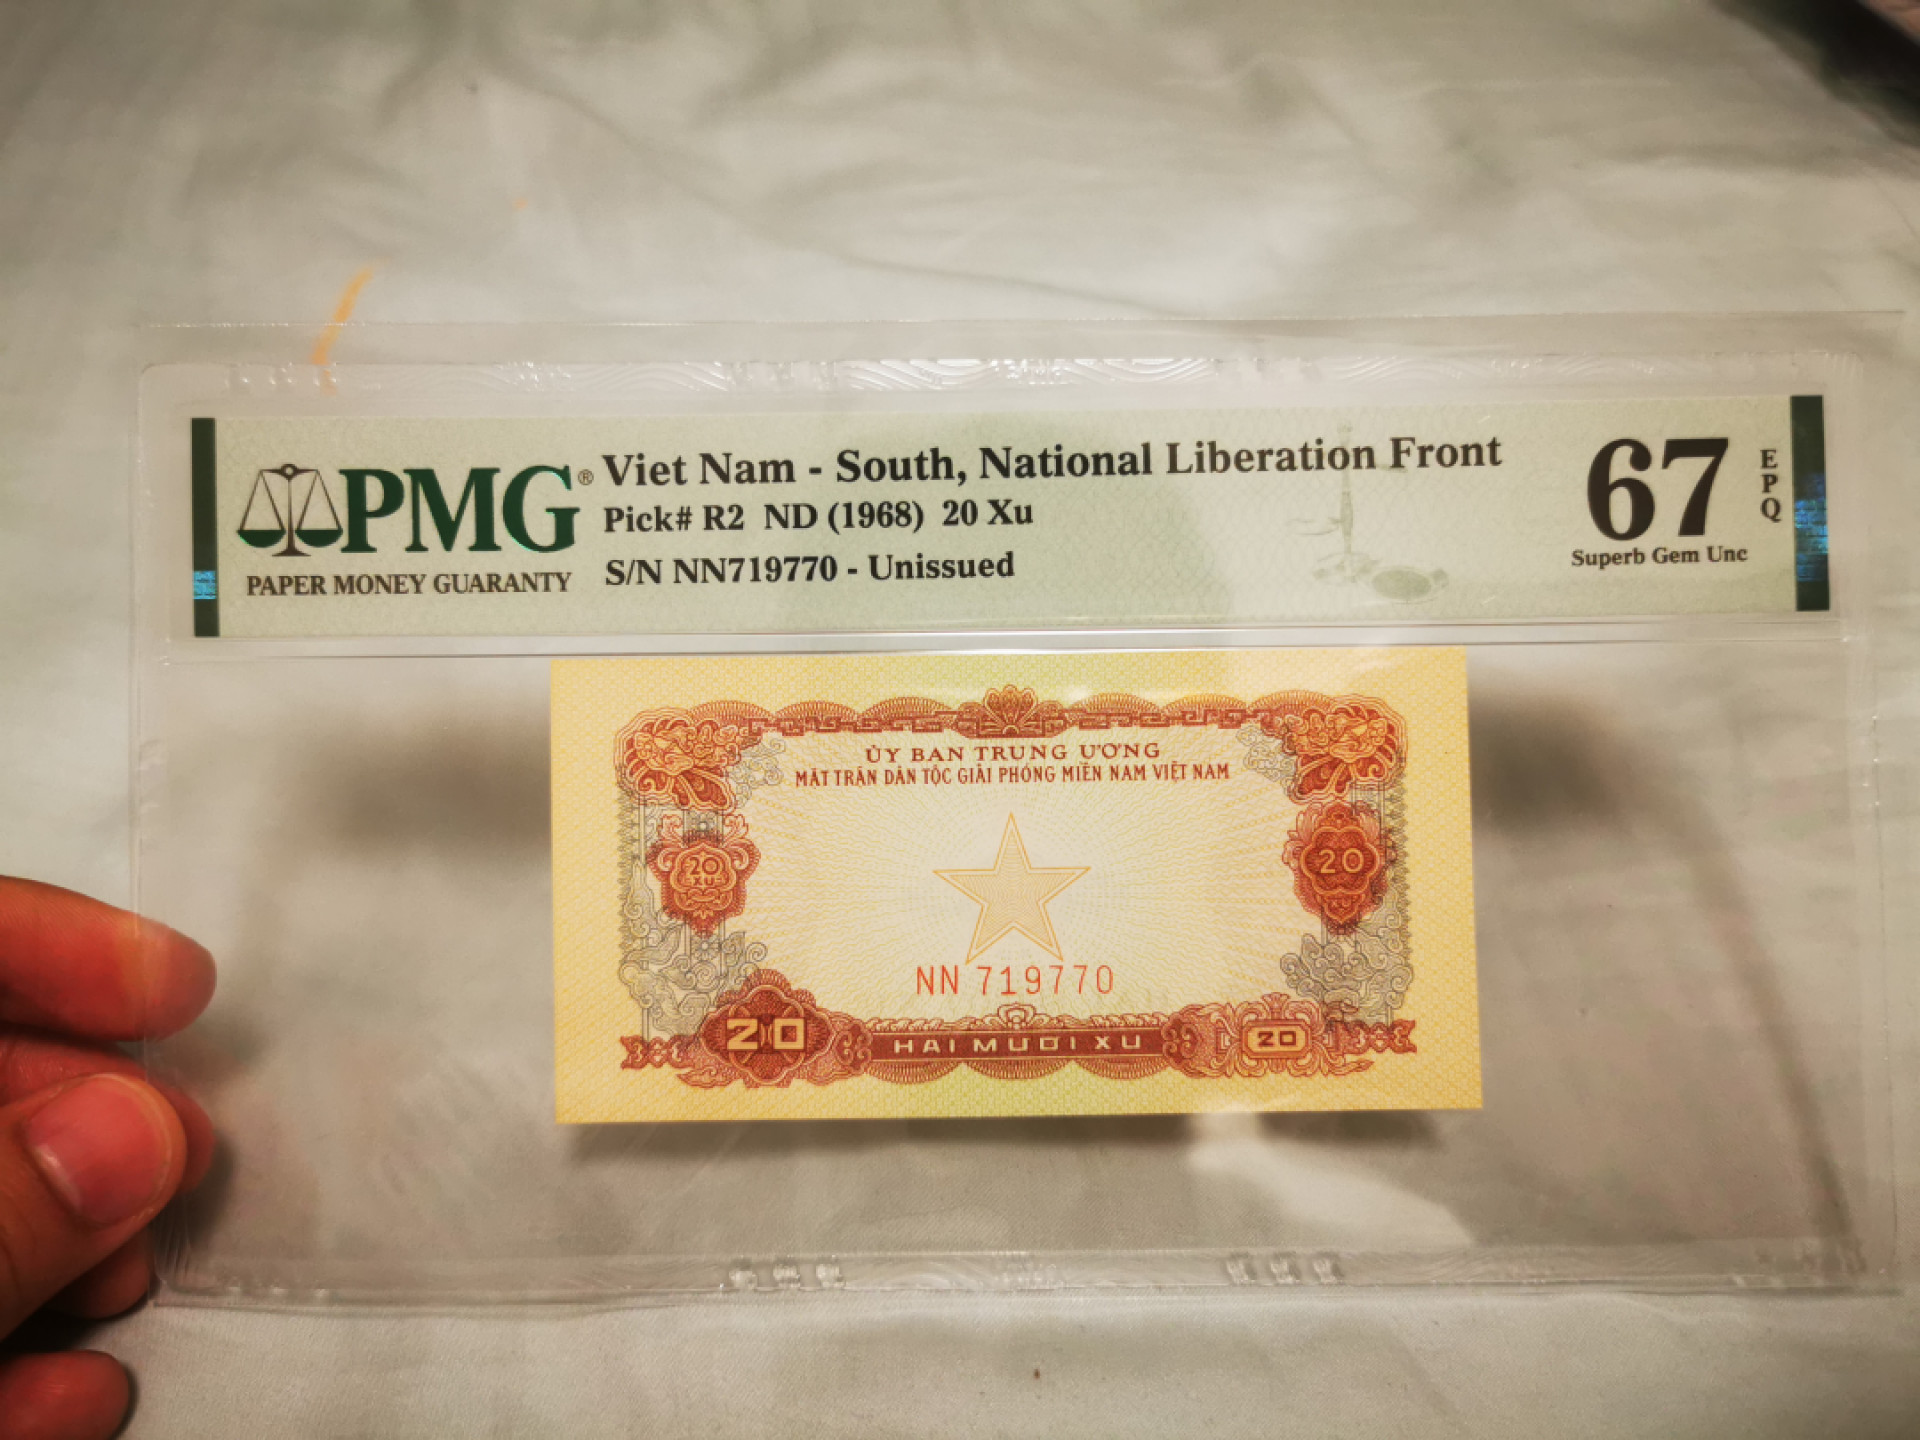 PMG®
PAPER MONEY GUARANTY
Viet Nam - South, National Liberation Front
Pick# R2 ND (1968) 20 Xu
S/N NN719770 - Unissued
67
EPQ
Superb Gem Unc
ỦY BAN TRUNG ƯƠNG
MẶT TRẬN DÂN TỘC GIẢI PHÓNG MIỀN NAM VIỆT NAM
20
XU
20
XU
NN 719770
20
HAI MƯƠI XU
20